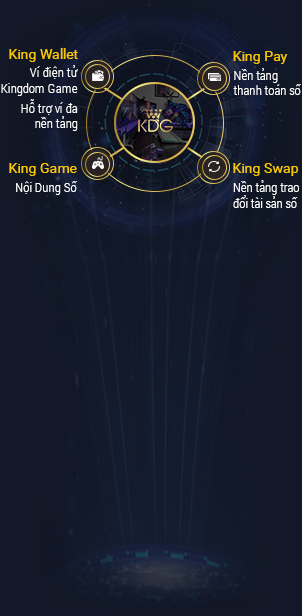 King Wallet
Ví điện tử
Kingdom Game
Hỗ trợ ví đa
nền tảng
King Pay
Nền tảng
thanh toán số
KDG
King Game
Nội Dung Số
King Swap
Nền tảng trao
đổi tài sản số